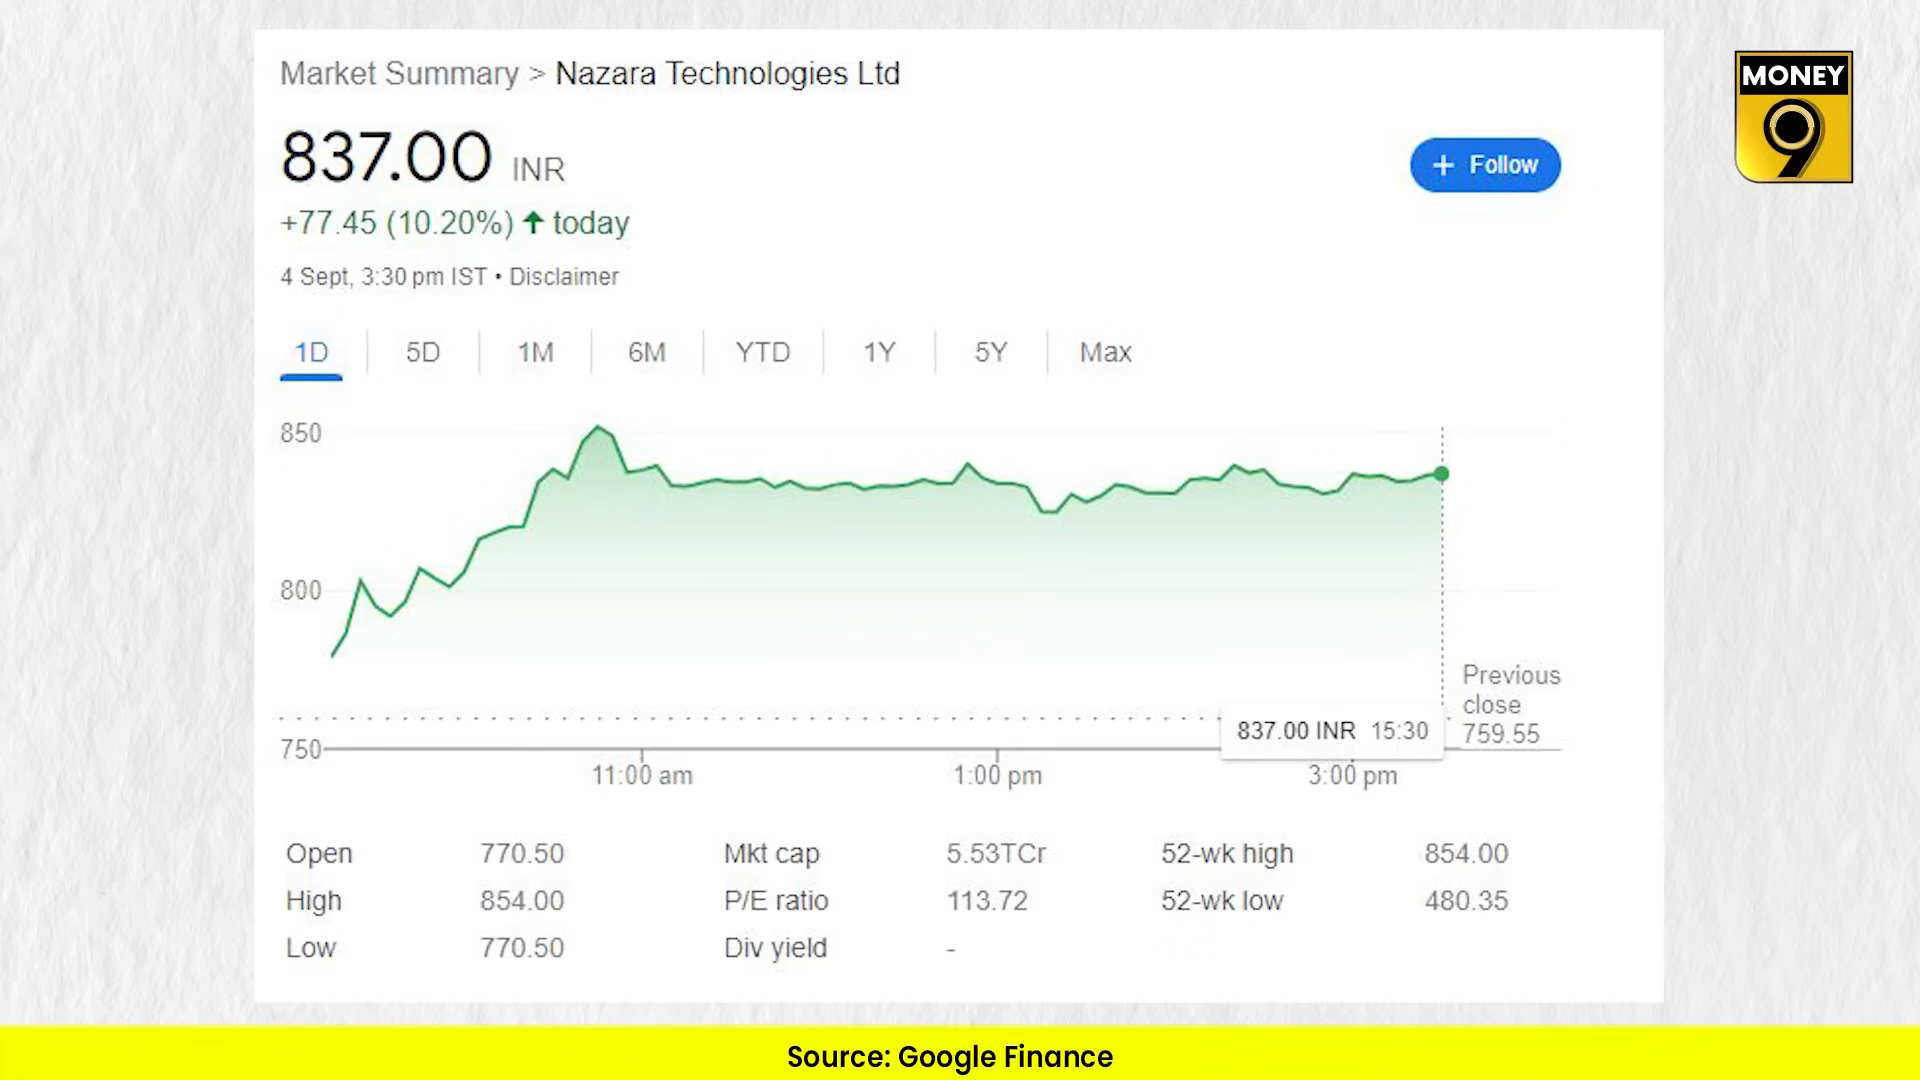 Market Summary > Nazara Technologies Ltd
MONEY
9
837.00 INR
+ Follow
+77.45 (10.20%) ↑ today
4 Sept, 3:30 pm IST • Disclaimer
1D 5D 1M 6M YTD 1Y 5Y Max
850
800
Previous
close
759.55
837.00 INR 15:30
750
11:00 am 1:00 pm 3:00 pm
Open 770.50 Mkt cap 5.53TCr 52-wk high 854.00
High 854.00 P/E ratio 113.72 52-wk low 480.35
Low 770.50 Div yield -
Source: Google Finance